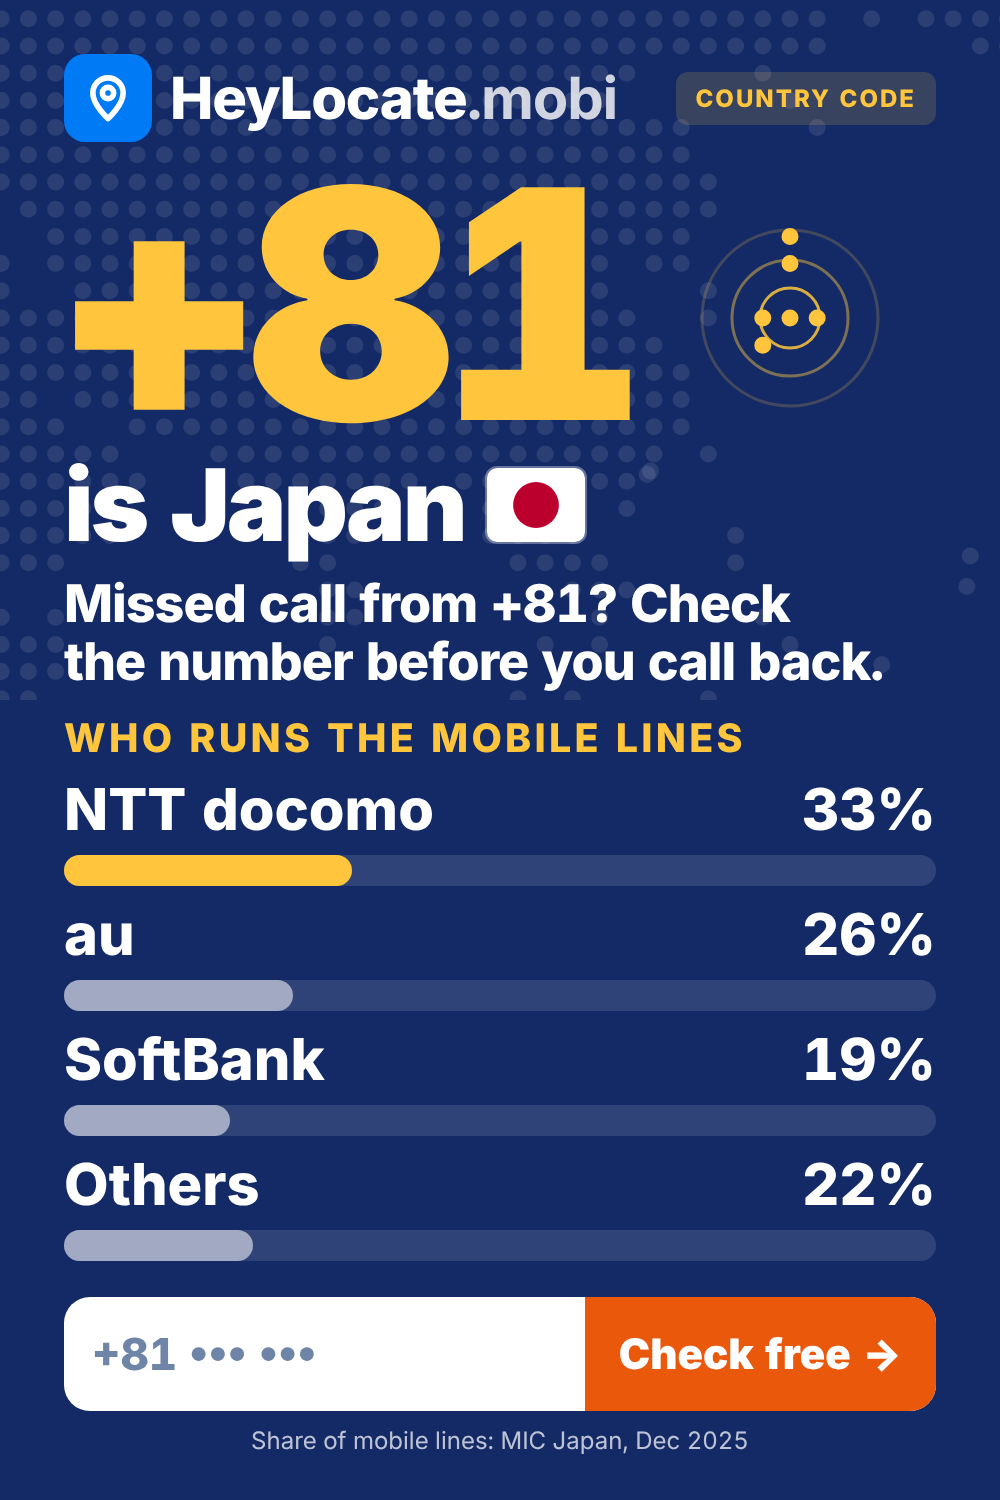 HeyLocate.mobi
COUNTRY CODE
+81
is Japan
Missed call from +81? Check
the number before you call back.
WHO RUNS THE MOBILE LINES
NTT docomo 33%
au 26%
SoftBank 19%
Others 22%
+81 ••• •••
Check free →
Share of mobile lines: MIC Japan, Dec 2025